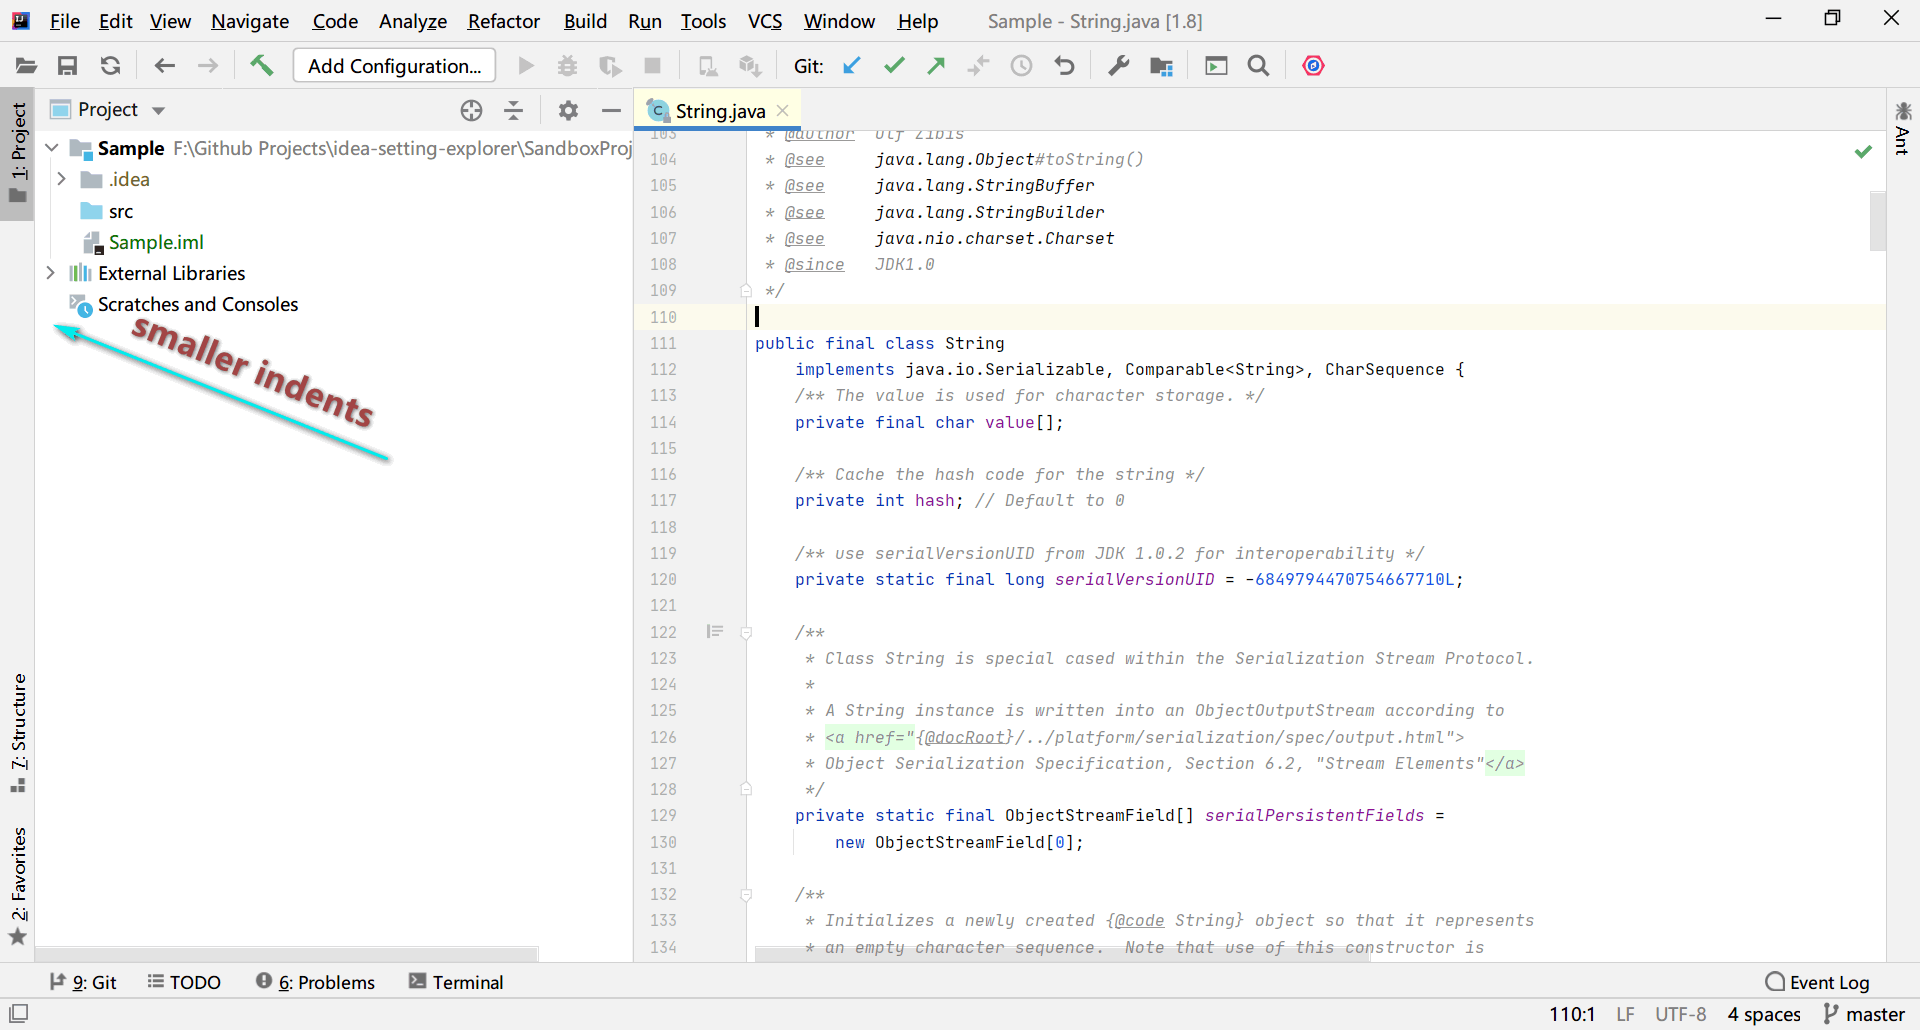 File Edit View Navigate Code Analyze Refactor Build Run Tools VCS Window Help Sample - String.java [1.8]
Add Configuration... Git:
1: Project
7: Structure
2: Favorites
Project
Sample F:\Github Projects\idea-setting-explorer\SandboxProj
.idea
src
Sample.iml
External Libraries
Scratches and Consoles
smaller indents
String.java
103 * @author Ulf Zibis
104 * @see java.lang.Object#toString()
105 * @see java.lang.StringBuffer
106 * @see java.lang.StringBuilder
107 * @see java.nio.charset.Charset
108 * @since JDK1.0
109 */
110
111 public final class String
112 implements java.io.Serializable, Comparable<String>, CharSequence {
113 /** The value is used for character storage. */
114 private final char value[];
115
116 /** Cache the hash code for the string */
117 private int hash; // Default to 0
118
119 /** use serialVersionUID from JDK 1.0.2 for interoperability */
120 private static final long serialVersionUID = -6849794470754667710L;
121
122 /**
123 * Class String is special cased within the Serialization Stream Protocol.
124 *
125 * A String instance is written into an ObjectOutputStream according to
126 * <a href="{@docRoot}/../platform/serialization/spec/output.html">
127 * Object Serialization Specification, Section 6.2, "Stream Elements"</a>
128 */
129 private static final ObjectStreamField[] serialPersistentFields =
130 new ObjectStreamField[0];
131
132 /**
133 * Initializes a newly created {@code String} object so that it represents
134 * an empty character sequence. Note that use of this constructor is
Ant
9: Git TODO 6: Problems Terminal Event Log
110:1 LF UTF-8 4 spaces master